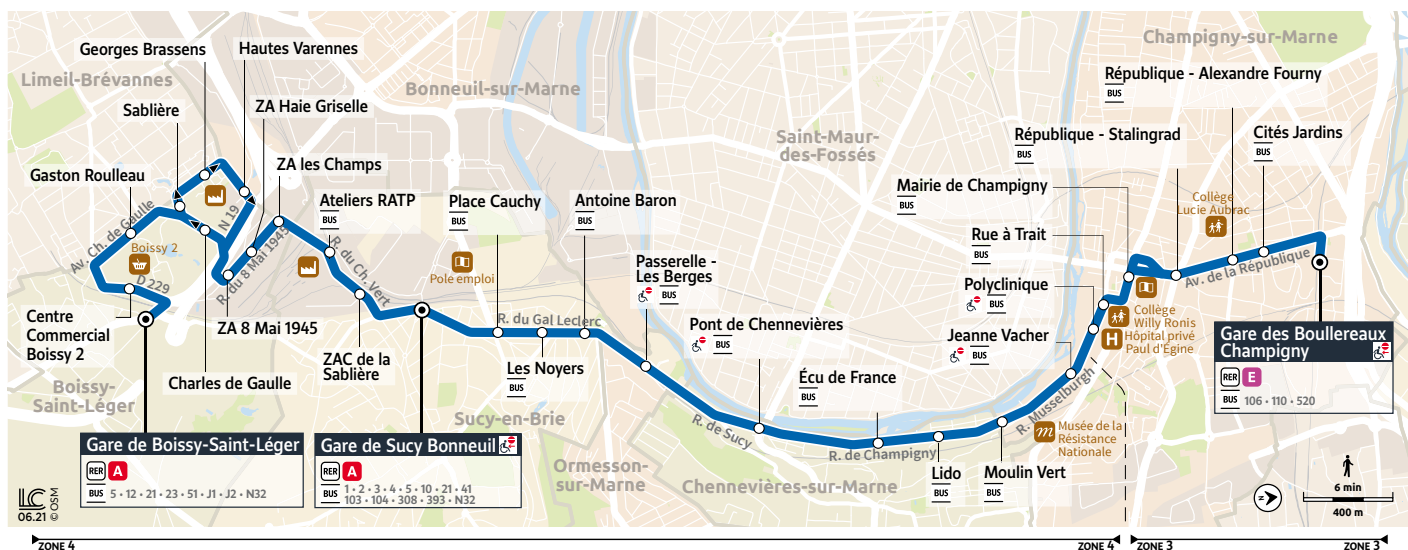 Georges Brassens
Hautes Varennes
Limeil-Brévannes
Sablière
ZA Haie Griselle
Bonneuil-sur-Marne
Gaston Roulleau
ZA les Champs
Ateliers RATP
BUS
Place Cauchy
BUS
Antoine Baron
BUS
Av. Ch. de Gaulle
N 19
Boissy 2
D 229
R. du 8 Mai 1945
R. du Ch. Vert
Pole emploi
Centre
Commercial
Boissy 2
ZA 8 Mai 1945
Charles de Gaulle
ZAC de la
Sablière
R. du Gal Leclerc
Les Noyers
BUS
Passerelle -
Les Berges
BUS
Boissy-
Saint-Léger
Sucy-en-Brie
Gare de Boissy-Saint-Léger
RER A
BUS 5 • 12 • 21 • 23 • 51 • J1 • J2 • N32
Gare de Sucy Bonneuil
RER A
BUS 1 • 2 • 3 • 4 • 5 • 10 • 21 • 41
103 • 104 • 308 • 393 • N32
Ormesson-
sur-Marne
Saint-Maur-
des-Fossés
Pont de Chennevières
BUS
R. de Sucy
Écu de France
BUS
R. de Champigny
Chennevières-sur-Marne
Lido
BUS
Moulin Vert
BUS
R. Musselburgh
Musée de la
Résistance
Nationale
Jeanne Vacher
BUS
Polyclinique
BUS
Rue à Trait
BUS
Mairie de Champigny
BUS
République - Stalingrad
BUS
République - Alexandre Fourny
BUS
Cités Jardins
BUS
Champigny-sur-Marne
Collège
Lucie Aubrac
Av. de la République
Collège
Willy Ronis
H
Hôpital privé
Paul d'Égine
Gare des Boullereaux
Champigny
RER E
BUS 106 • 110 • 520
N
6 min
400 m
LC
06.21 © OSM
ZONE 4
ZONE 4
ZONE 3
ZONE 3